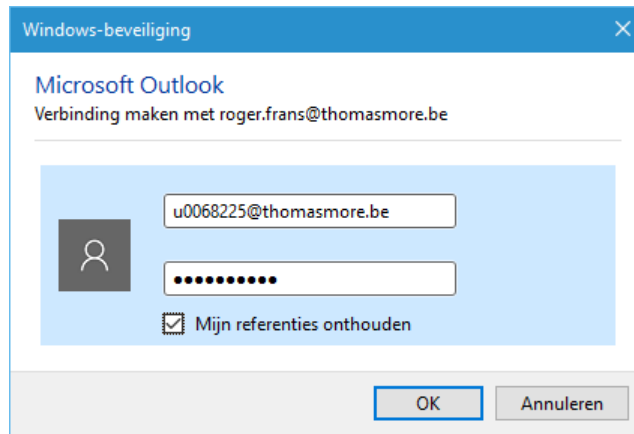 Windows-beveiliging
Microsoft Outlook
Verbinding maken met roger.frans@thomasmore.be
u0068225@thomasmore.be
●●●●●●●●●●
Mijn referenties onthouden
OK
Annuleren